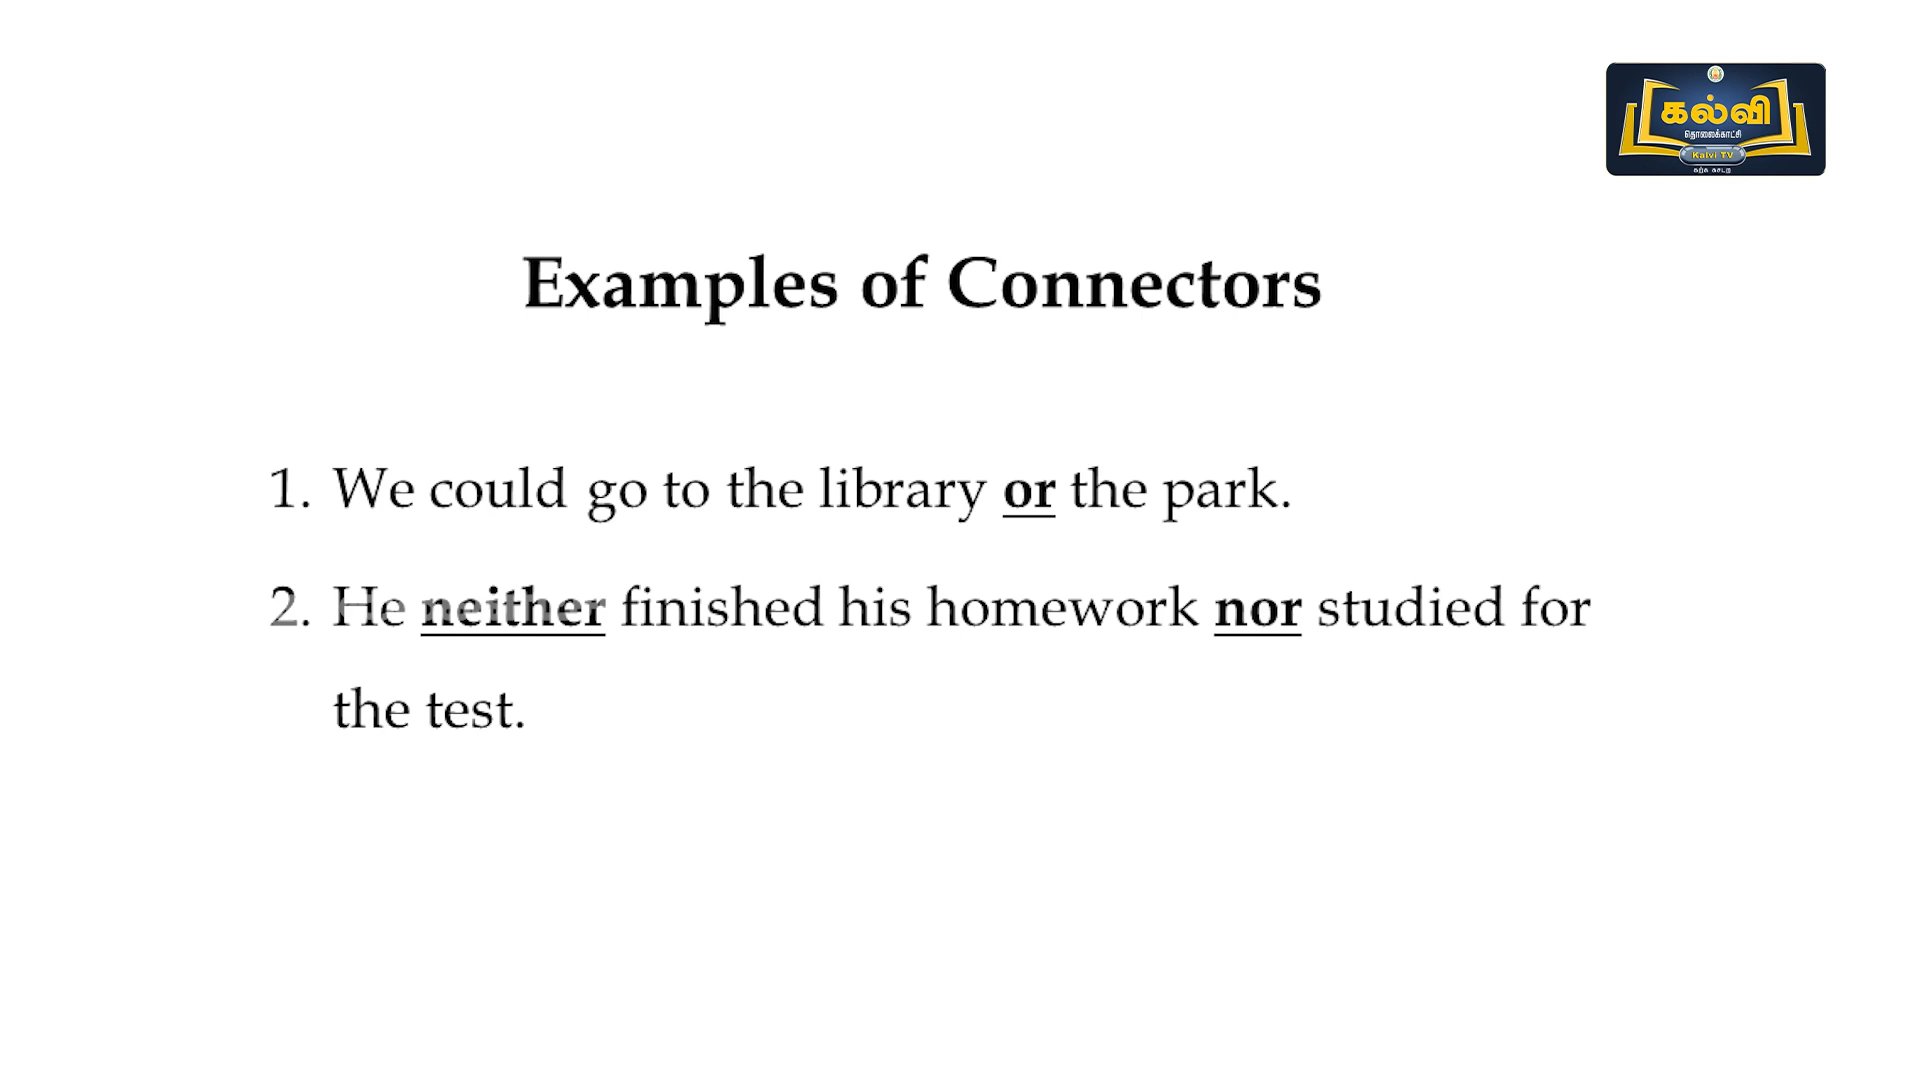 கல்வி
தொலைக்காட்சி
Kalvi TV
கற்க கசடற
Examples of Connectors
1. We could go to the library or the park.
2. He neither finished his homework nor studied for
the test.